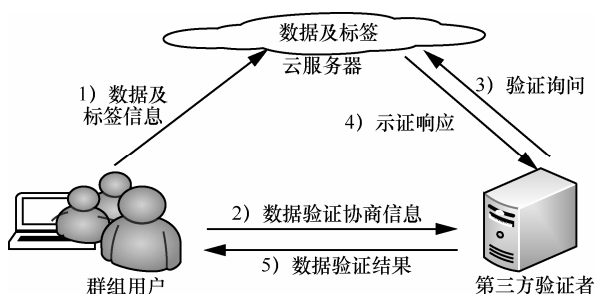 数据及标签
云服务器
1）数据及
标签信息
3）验证询问
4）示证响应
2）数据验证协商信息
5）数据验证结果
群组用户
第三方验证者